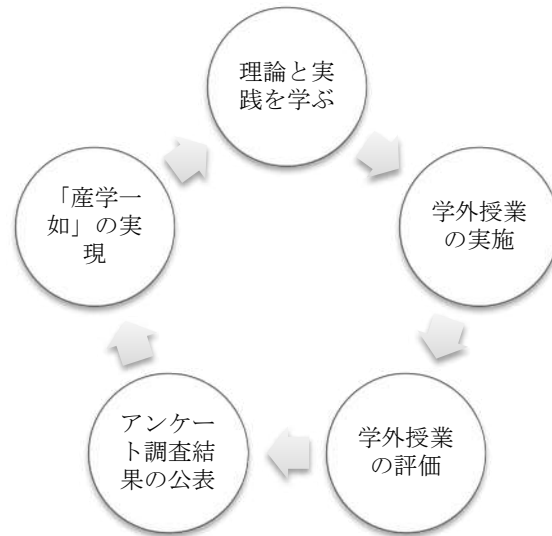 理論と実
践を学ぶ
学外授業
の実施
学外授業
の評価
アンケー
ト調査結
果の公表
「産学一
如」の実
現